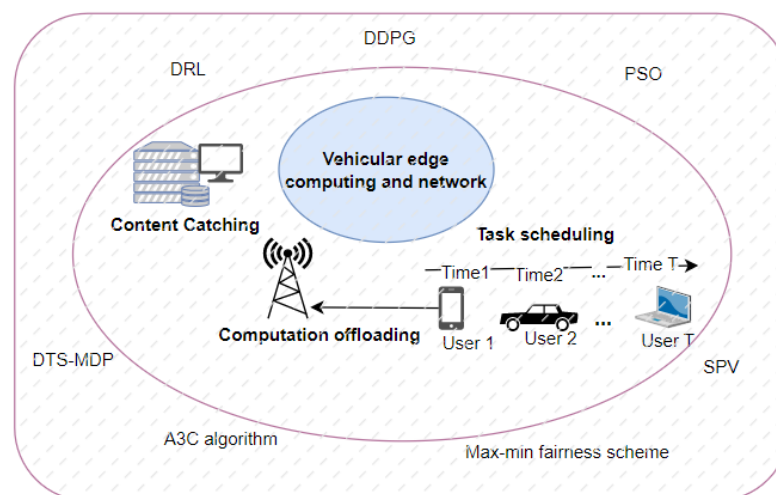 DDPG
DRL
PSO
Vehicular edge
computing and network
Content Catching
Task scheduling
Time1
Time2
...
Time T
Computation offloading
User 1
User 2
...
User T
DTS-MDP
SPV
A3C algorithm
Max-min fairness scheme